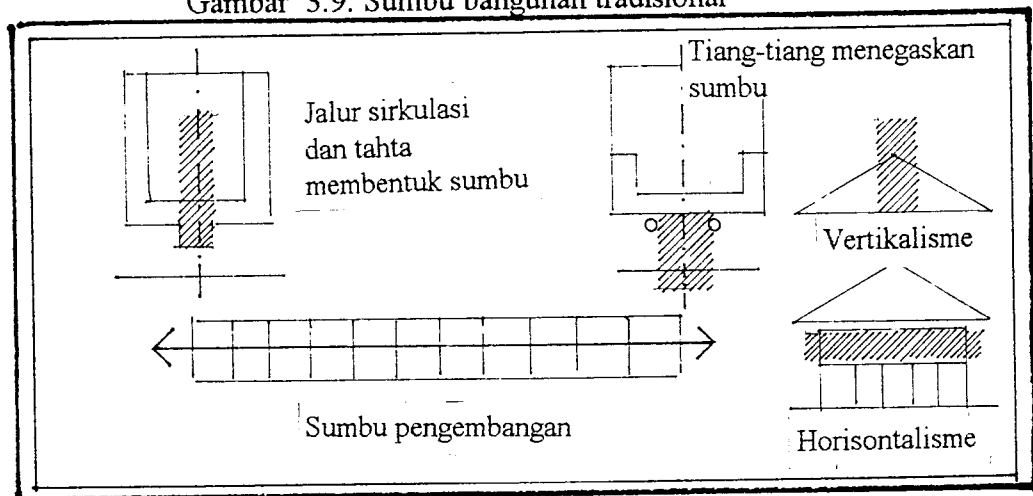 Gambar 3.9. Sumbu bangunan tradisional
Jalur sirkulasi
dan tahta
membentuk sumbu
Tiang-tiang menegaskan
sumbu
Vertikalisme
Sumbu pengembangan
Horisontalisme